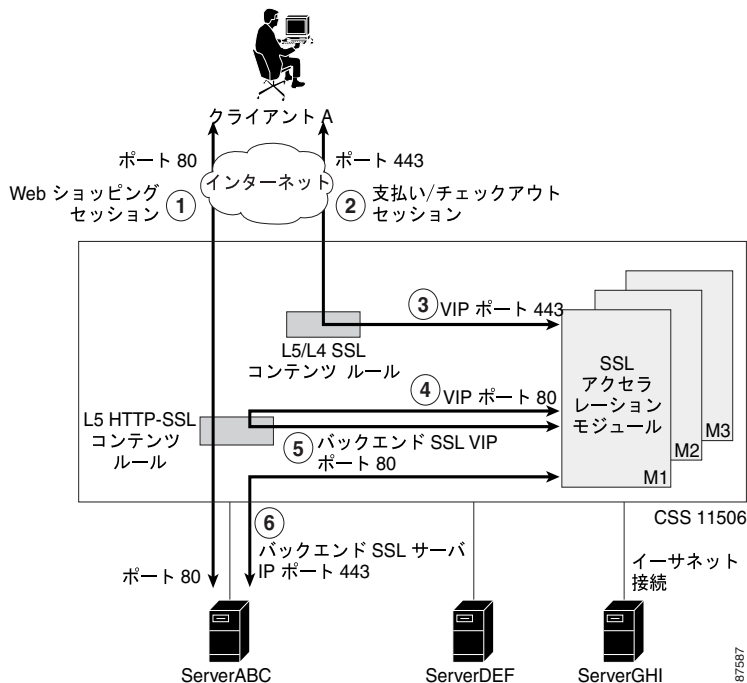 クライアント A
ポート 80
ポート 443
インターネット
Web ショッピング
セッション
1
2
支払い/チェックアウト
セッション
3
VIP ポート 443
L5/L4 SSL
コンテンツ ルール
SSL
アクセラ
レーション
モジュール
4
VIP ポート 80
L5 HTTP-SSL
コンテンツ
ルール
5
バックエンド SSL VIP
ポート 80
M3
M2
M1
CSS 11506
6
バックエンド SSL サーバ
IP ポート 443
ポート 80
イーサネット
接続
ServerABC
ServerDEF
ServerGHI
87587